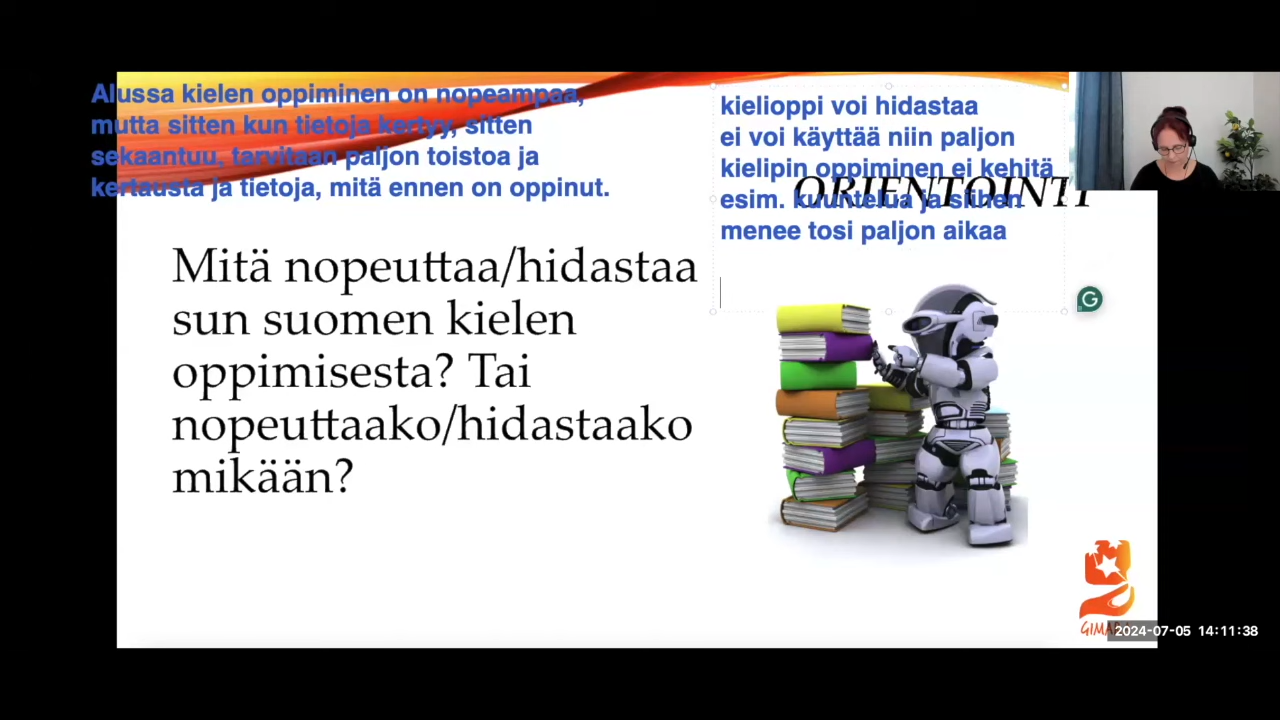 Alussa kielen oppiminen on nopeampaa,
mutta sitten kun tietoja kertyy, sitten
sekaantuu, tarvitaan paljon toistoa ja
kertausta ja tietoja, mitä ennen on oppinut.
kielioppi voi hidastaa
ei voi käyttää niin paljon
kielipin oppiminen ei kehitä
esim. kuuntelua ja siihen
menee tosi paljon aikaa
ORIENTOINTI
Mitä nopeuttaa/hidastaa
sun suomen kielen
oppimisesta? Tai
nopeuttaako/hidastaako
mikään?
2024-07-05 14:11:38